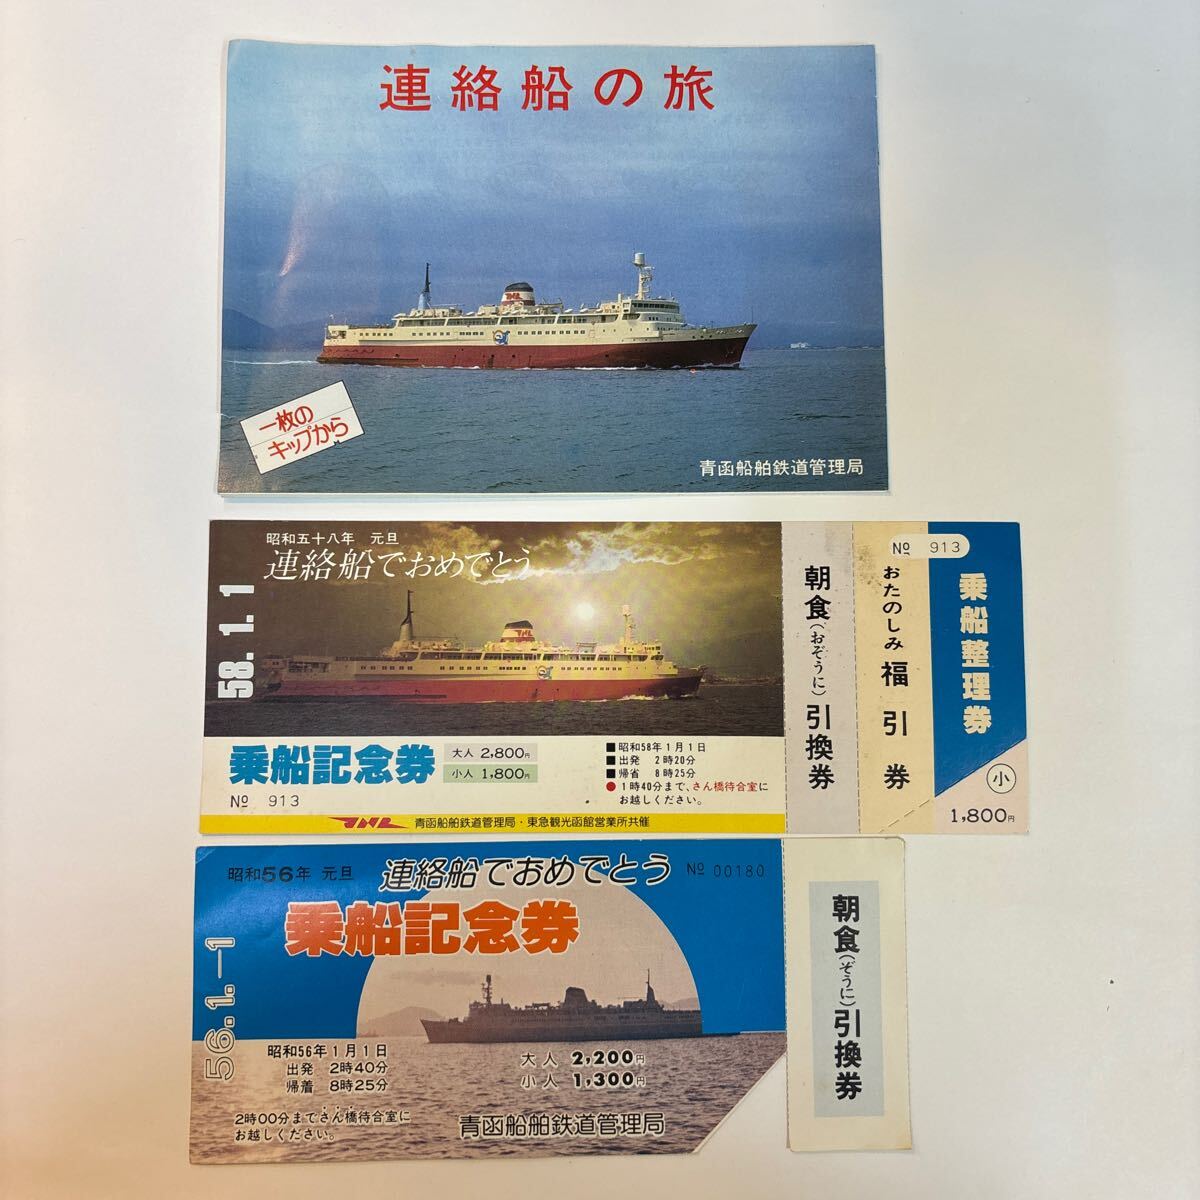 連絡船の旅
一枚の
キップから
青函船舶鉄道管理局
昭和五十八年 元旦
連絡船でおめでとう
58.1.1
乗船記念券
大人 2,800円
小人 1,800円
■昭和58年1月1日
■出発 2時20分
■帰省 8時25分
●1時40分まで、さん橋待合室に
お越しください。
№ 913
JNR 青函船舶鉄道管理局・東急観光函館営業所共催
朝食(おぞうに)引換券
おたのしみ 福引券
№ 913
乗船整理券
小
1,800円
昭和56年 元旦
連絡船でおめでとう
№ 00180
乗船記念券
56.1.-1
昭和56年1月1日
出発 2時40分
帰着 8時25分
2時00分までさん橋待合室に
お越しください。
大人 2,200円
小人 1,300円
青函船舶鉄道管理局
朝食(ぞうに)引換券